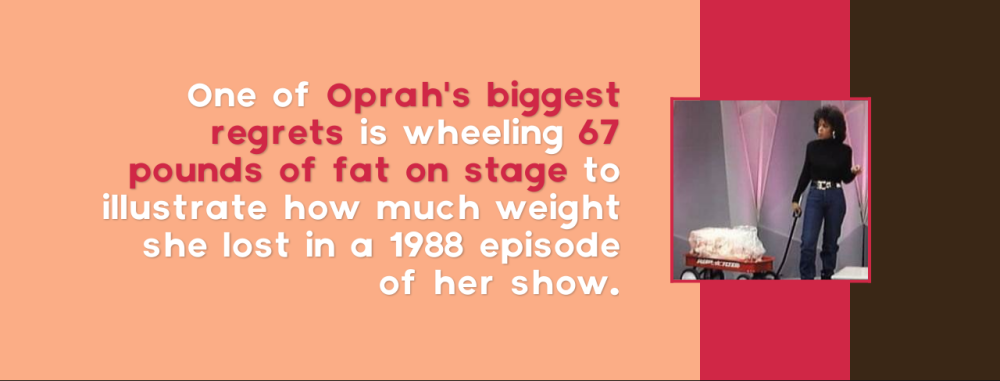 One of Oprah's biggest
regrets is wheeling 67
pounds of fat on stage to
illustrate how much weight
she lost in a 1988 episode
of her show.